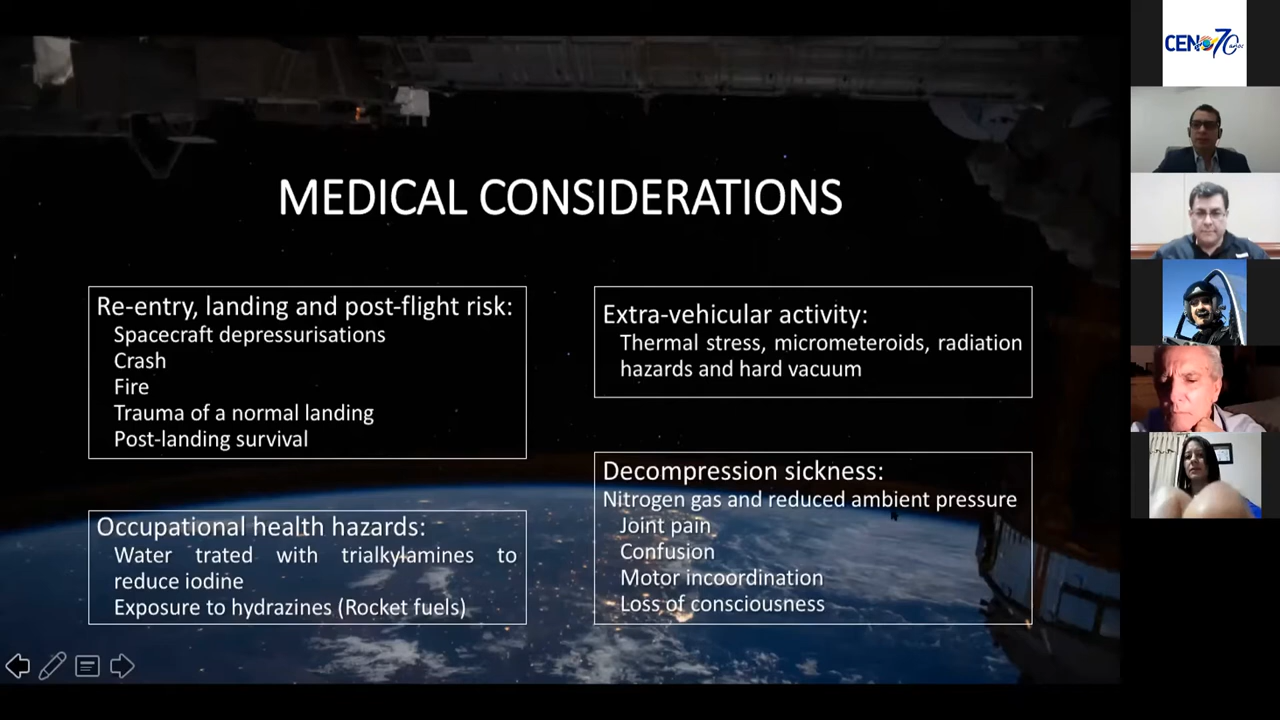 MEDICAL CONSIDERATIONS
Re-entry, landing and post-flight risk:
Spacecraft depressurisations
Crash
Fire
Trauma of a normal landing
Post-landing survival
Occupational health hazards:
Water trated with trialkylamines to
reduce iodine
Exposure to hydrazines (Rocket fuels)
Extra-vehicular activity:
Thermal stress, micrometeroids, radiation
hazards and hard vacuum
Decompression sickness:
Nitrogen gas and reduced ambient pressure
Joint pain
Confusion
Motor incoordination
Loss of consciousness
CENO 70 años